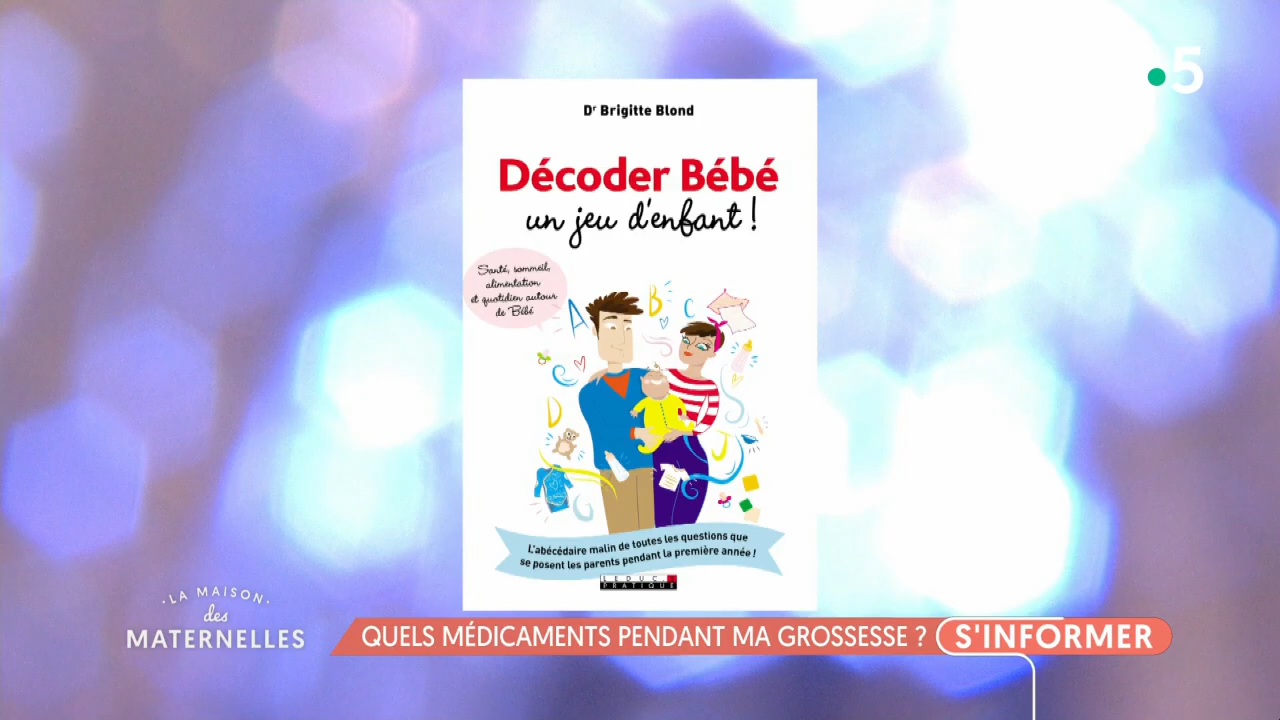 5
Dr Brigitte Blond
Décoder Bébé
un jeu d'enfant !
Santé, sommeil,
alimentation
et quotidien autour
de Bébé
A B C
D
L'abécédaire malin de toutes les questions que
se posent les parents pendant la première année !
LEDUC.S
PRATIQUE
·LA MAISON·
des
MATERNELLES
QUELS MÉDICAMENTS PENDANT MA GROSSESSE ? S'INFORMER